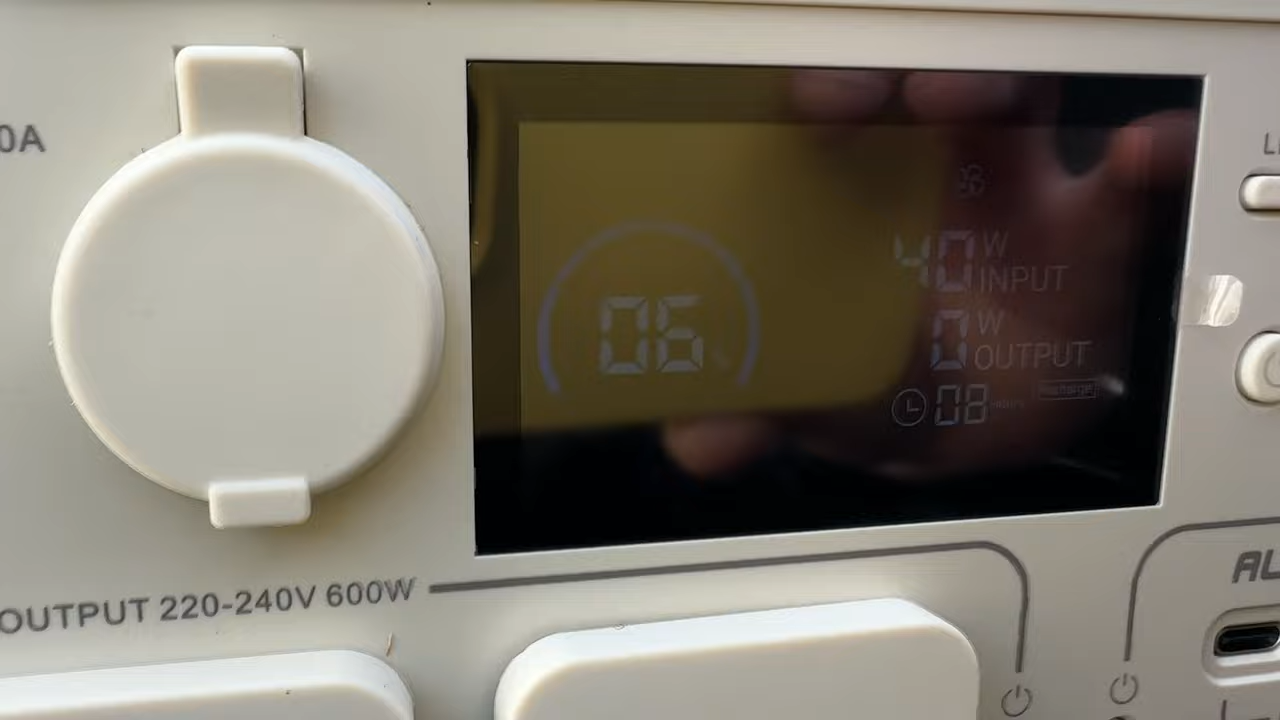 0A
06
40 W
INPUT
0 W
OUTPUT
08
OUTPUT 220-240V 600W